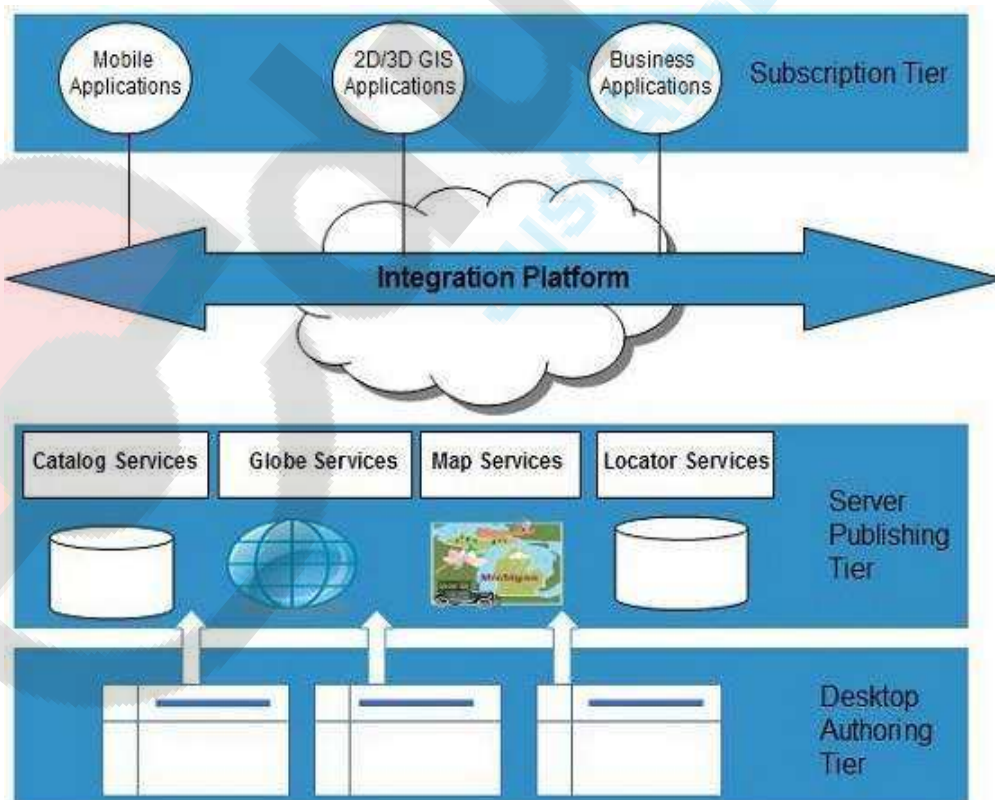 Mobile
Applications
2D/3D GIS
Applications
Business
Applications
Subscription Tier
Integration Platform
Catalog Services
Globe Services
Map Services
Locator Services
Michigan
Server
Publishing
Tier
Desktop
Authoring
Tier